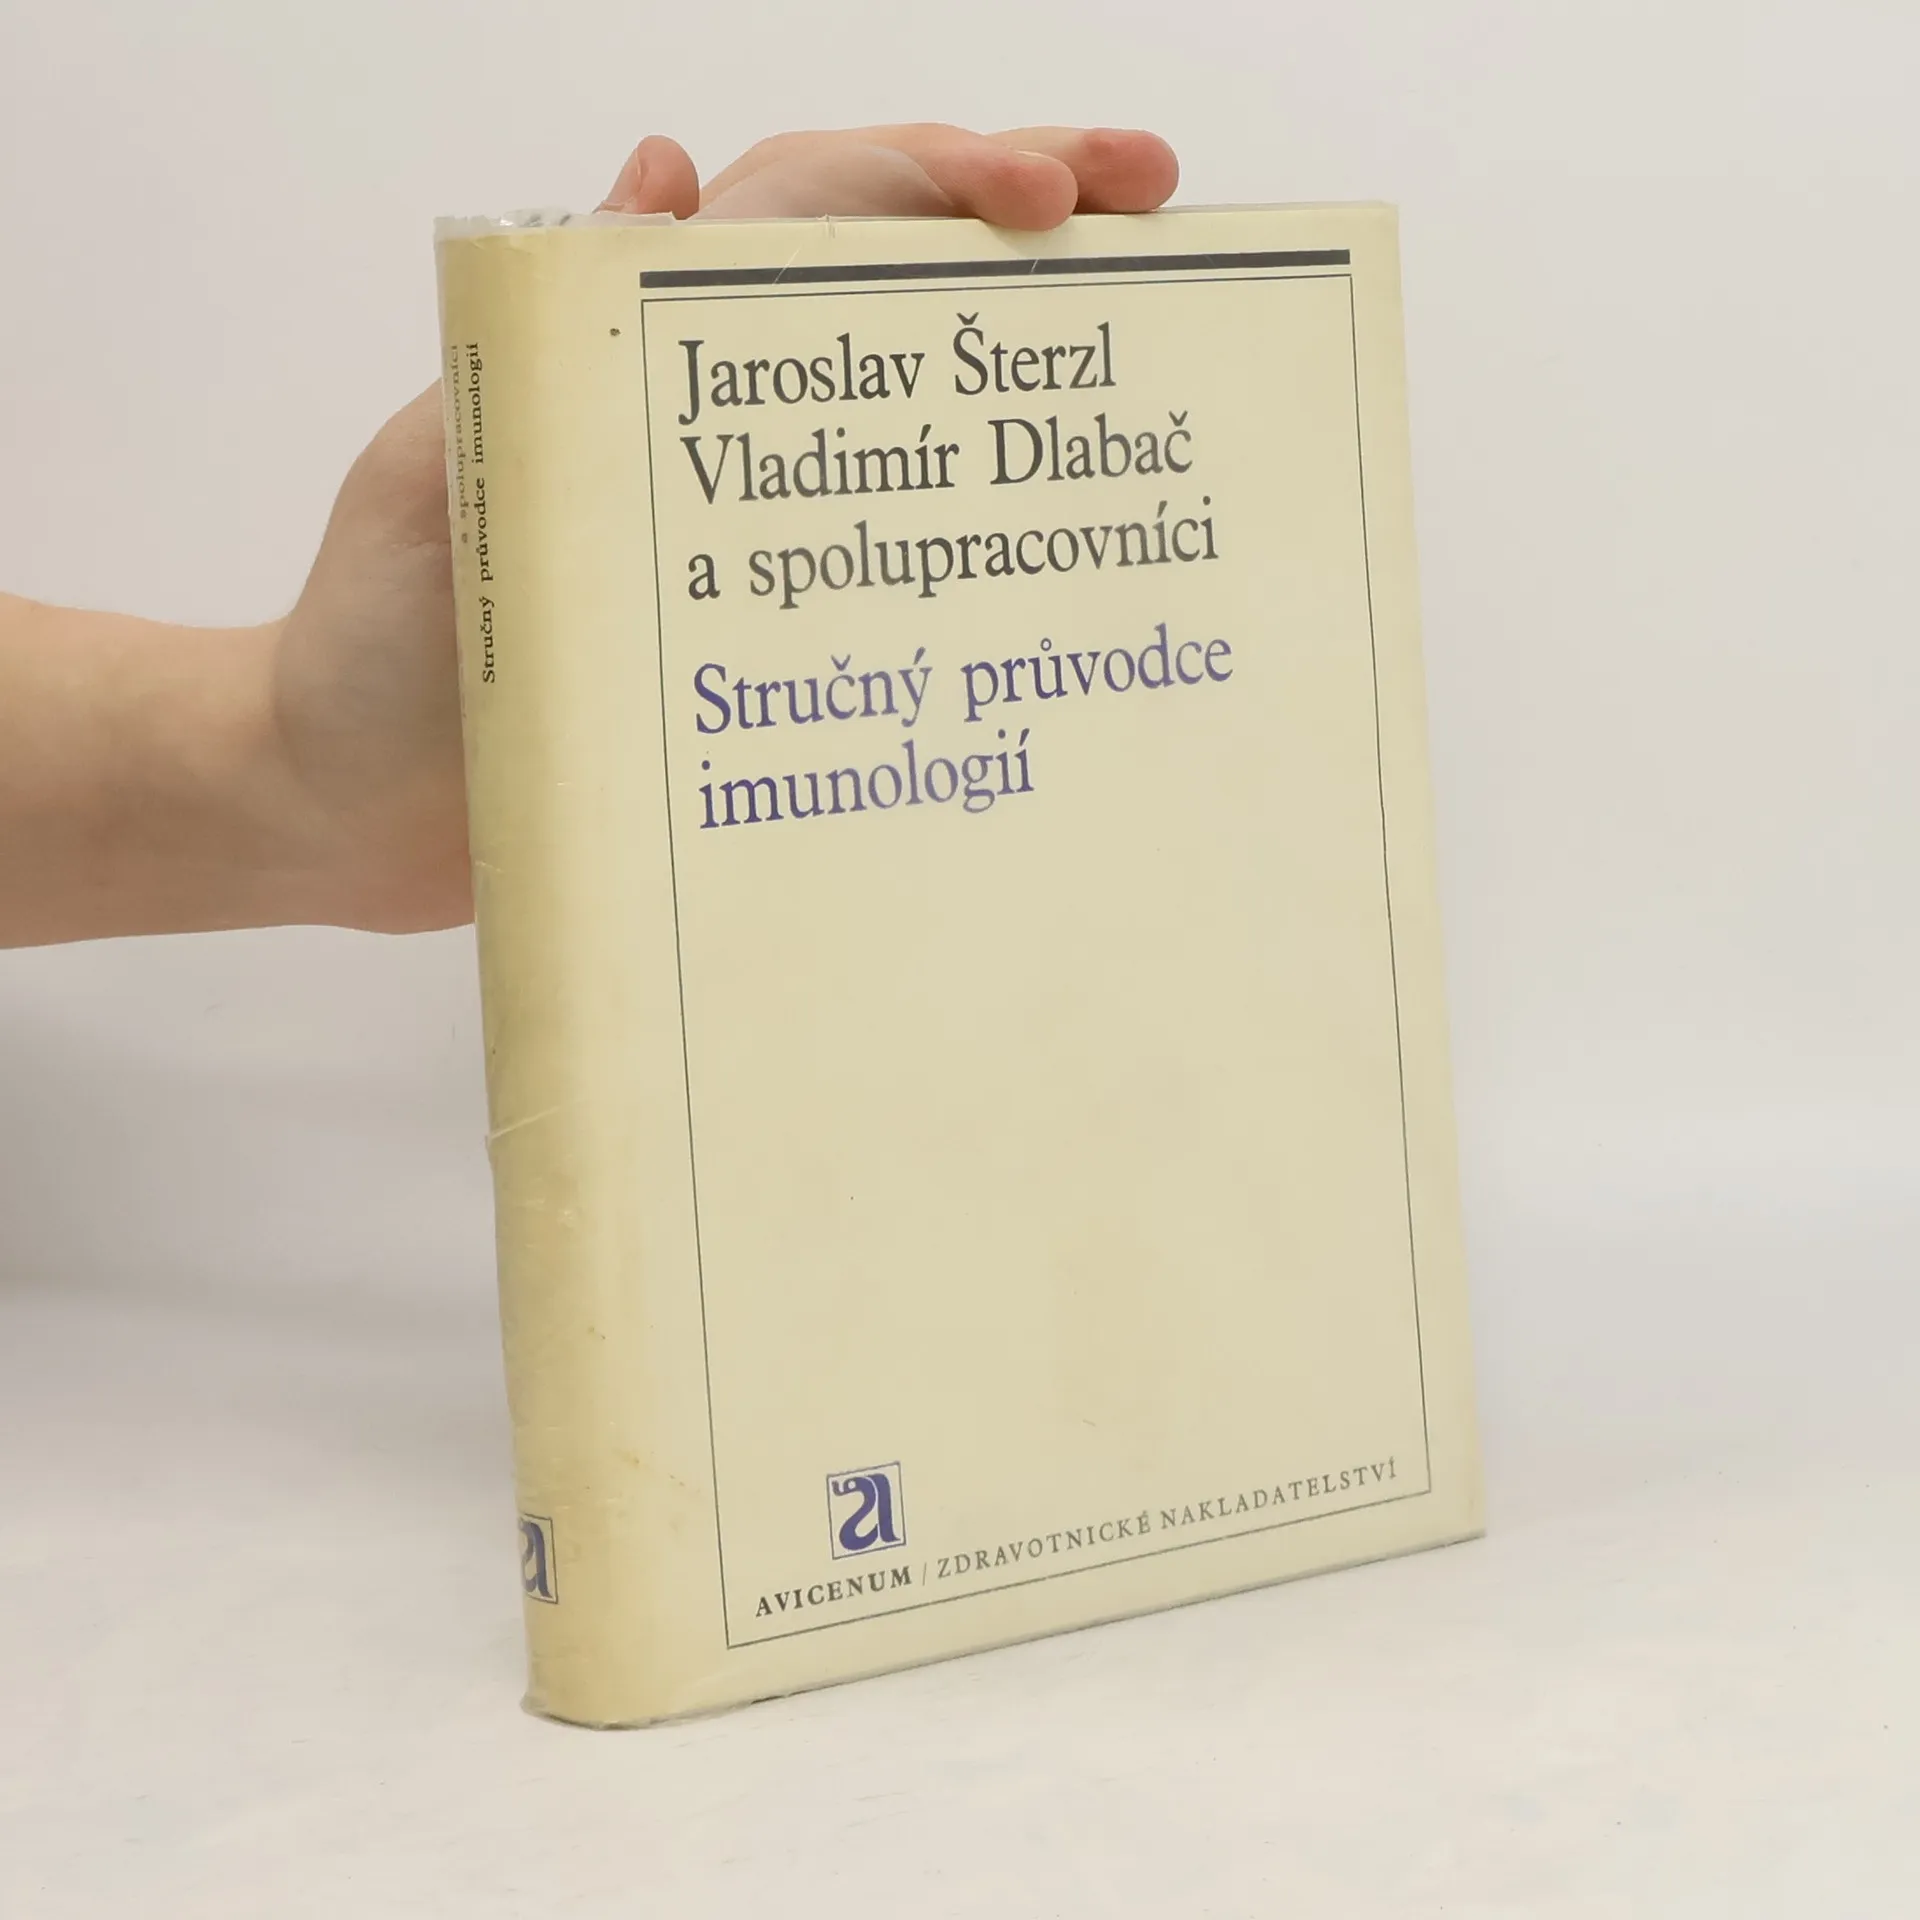 a spolupracovníci
Stručný průvodce imunologií
Jaroslav Šterzl
Vladimír Dlabač
a spolupracovníci
Stručný průvodce
imunologií
a
a
AVICENUM / ZDRAVOTNICKÉ NAKLADATELSTVÍ